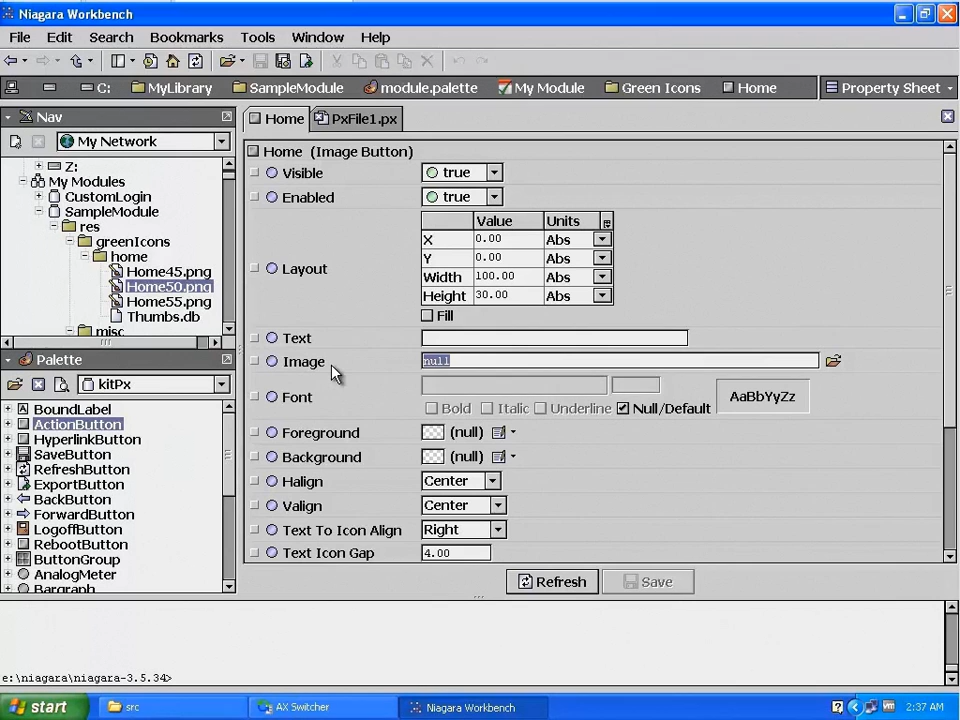 Niagara Workbench
File Edit Search Bookmarks Tools Window Help
C: MyLibrary SampleModule module.palette My Module Green Icons Home Property Sheet
Nav
My Network
Z:
My Modules
CustomLogin
SampleModule
res
greenIcons
home
Home45.png
Home50.png
Home55.png
Thumbs.db
misc
Palette
kitPx
BoundLabel
ActionButton
HyperlinkButton
SaveButton
RefreshButton
ExportButton
BackButton
ForwardButton
LogoffButton
RebootButton
ButtonGroup
AnalogMeter
Bargraph
Home PxFile1.px
Home (Image Button)
Visible true
Enabled true
Value Units
X 0.00 Abs
Y 0.00 Abs
Layout
Width 100.00 Abs
Height 30.00 Abs
Fill
Text
Image null
Font AaBbYyZz
Bold Italic Underline Null/Default
Foreground (null)
Background (null)
Halign Center
Valign Center
Text To Icon Align Right
Text Icon Gap 4.00
Refresh Save
e:\niagara\niagara-3.5.34>
start src AX Switcher Niagara Workbench 2:37 AM